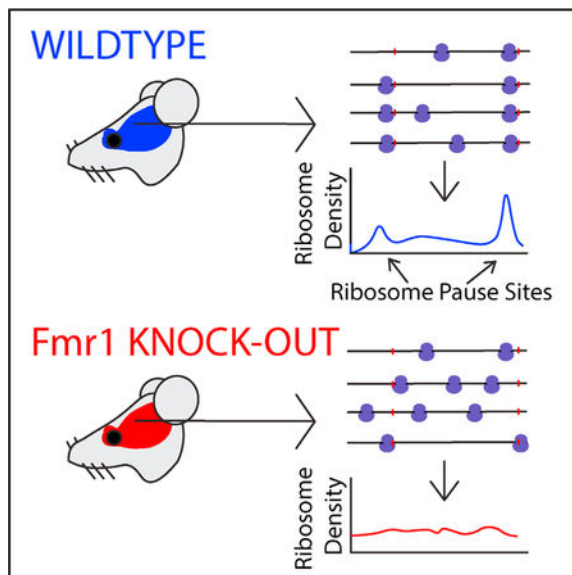 WILDTYPE
Ribosome
Density
Ribosome Pause Sites
Fmr1 KNOCK-OUT
Ribosome
Density